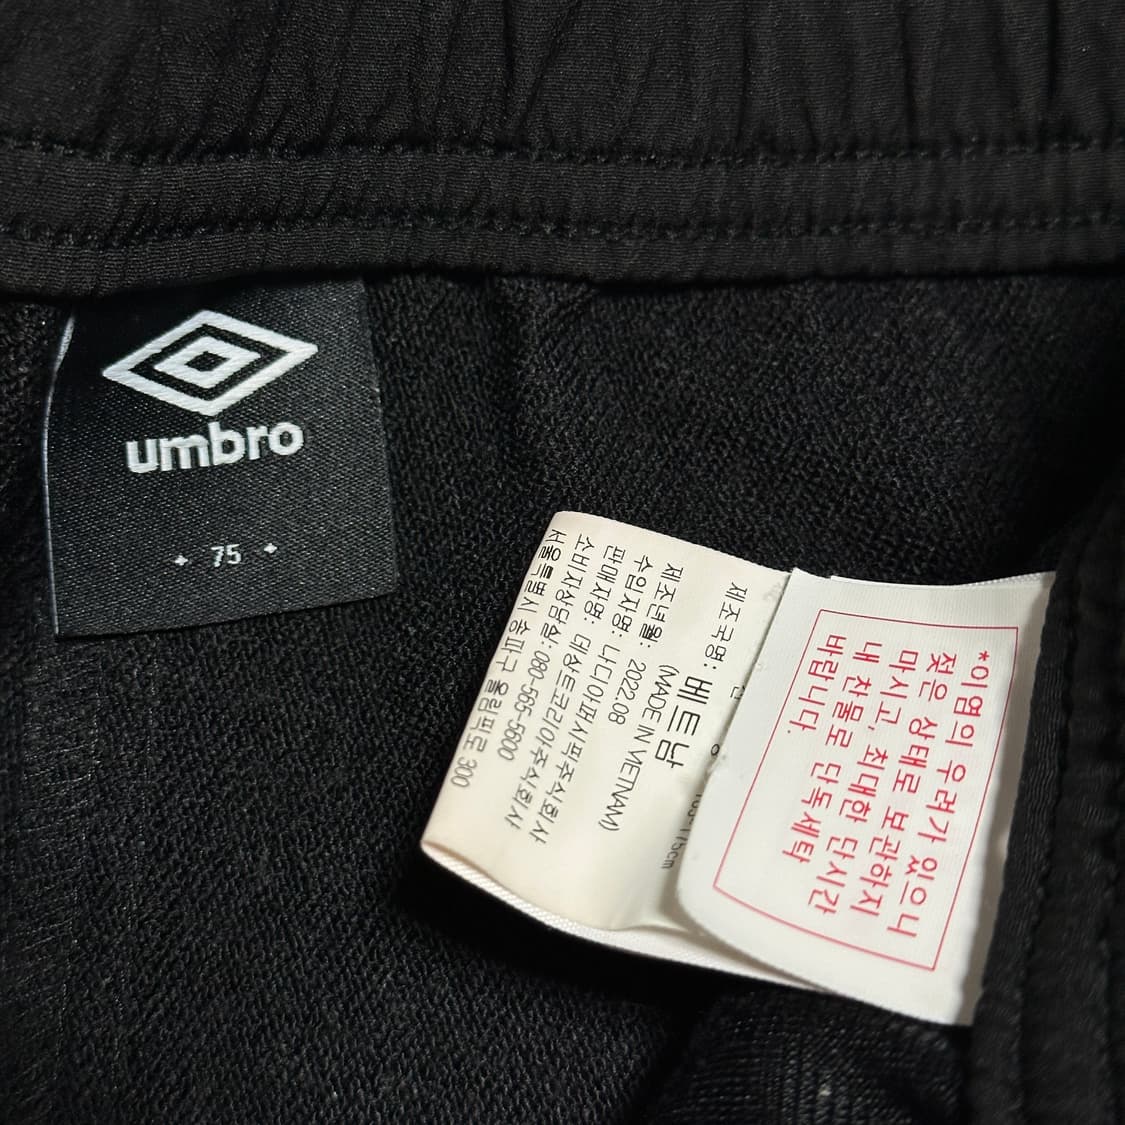 umbro
75
제조국명: 베트남
(MADE IN VIETNAM)
제조년월: 2022.08
수입자명: 나디아퍼시픽주식회사
판매자명: 데상트코리아주식회사
소비자상담실: 080-565-5600
서울특별시 송파구 올림픽로 300
*이염의 우려가 있으니
젖은 상태로 보관하지
마시고, 최대한 단시간
내 찬물로 단독세탁
바랍니다.